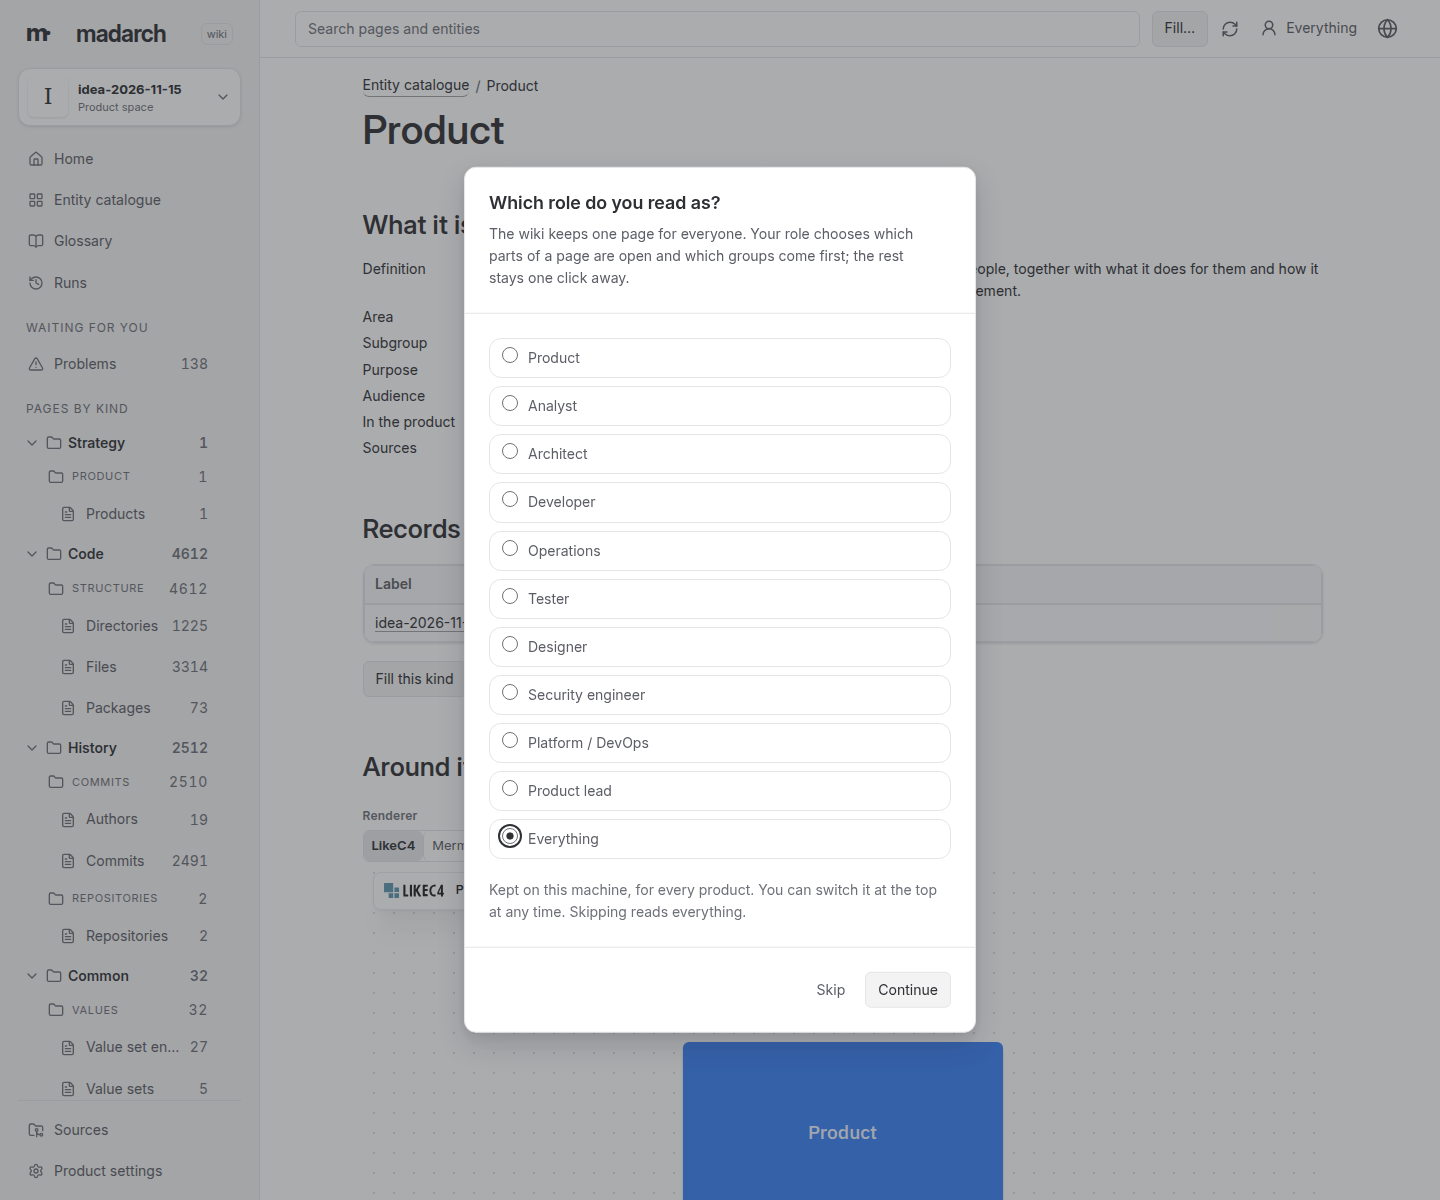 m madarch wiki
idea-2026-11-15
Product space
Home
Entity catalogue
Glossary
Runs
WAITING FOR YOU
Problems 138
PAGES BY KIND
Strategy 1
PRODUCT 1
Products 1
Code 4612
STRUCTURE 4612
Directories 1225
Files 3314
Packages 73
History 2512
COMMITS 2510
Authors 19
Commits 2491
REPOSITORIES 2
Repositories 2
Common 32
VALUES 32
Value set en... 27
Value sets 5
Sources
Product settings
Search pages and entities
Fill...
Everything
Entity catalogue / Product
Product
What it is
Definition
ople, together with what it does for them and how it
ement.
Area
Subgroup
Purpose
Audience
In the product
Sources
Records
Label
idea-2026-11-
Fill this kind
Around i
Renderer
LikeC4 Merm
LIKEC4 P
Product
Which role do you read as?
The wiki keeps one page for everyone. Your role chooses which
parts of a page are open and which groups come first; the rest
stays one click away.
Product
Analyst
Architect
Developer
Operations
Tester
Designer
Security engineer
Platform / DevOps
Product lead
Everything
Kept on this machine, for every product. You can switch it at the top
at any time. Skipping reads everything.
Skip
Continue